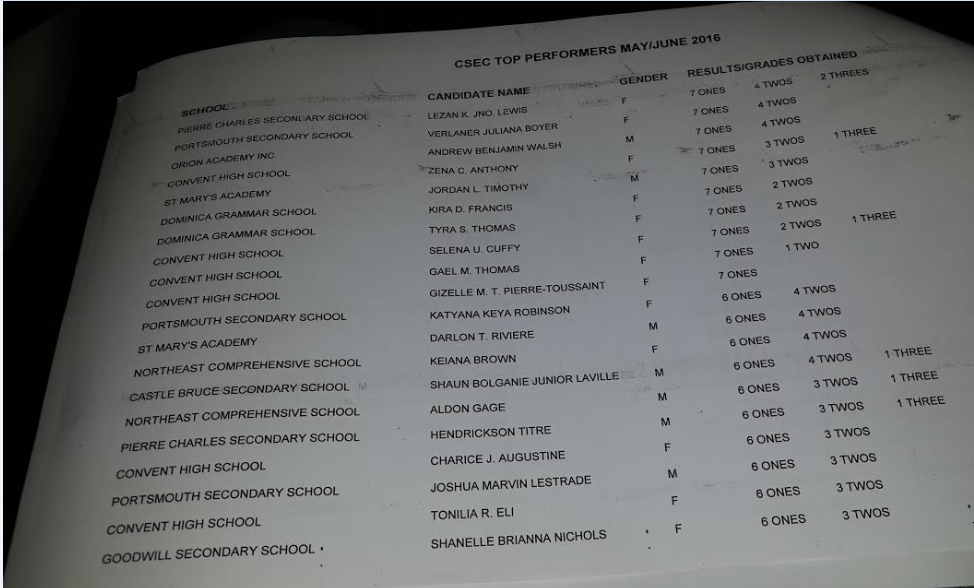 CSEC TOP PERFORMERS MAY/JUNE 2016
SCHOOL CANDIDATE NAME GENDER RESULTS/GRADES OBTAINED
PIERRE CHARLES SECONDARY SCHOOL LEZAN K. JNO. LEWIS F 7 ONES 4 TWOS 2 THREES
PORTSMOUTH SECONDARY SCHOOL VERLANER JULIANA BOYER F 7 ONES 4 TWOS
ORION ACADEMY INC. ANDREW BENJAMIN WALSH M 7 ONES 4 TWOS
CONVENT HIGH SCHOOL ZENA C. ANTHONY F 7 ONES 3 TWOS 1 THREE
ST MARY'S ACADEMY JORDAN L. TIMOTHY M 7 ONES 3 TWOS
DOMINICA GRAMMAR SCHOOL KIRA D. FRANCIS F 7 ONES 2 TWOS
DOMINICA GRAMMAR SCHOOL TYRA S. THOMAS F 7 ONES 2 TWOS
CONVENT HIGH SCHOOL SELENA U. CUFFY F 7 ONES 2 TWOS 1 THREE
CONVENT HIGH SCHOOL GAEL M. THOMAS F 7 ONES 1 TWO
CONVENT HIGH SCHOOL GIZELLE M. T. PIERRE-TOUSSAINT F 7 ONES
PORTSMOUTH SECONDARY SCHOOL KATYANA KEYA ROBINSON F 6 ONES 4 TWOS
ST MARY'S ACADEMY DARLON T. RIVIERE M 6 ONES 4 TWOS
NORTHEAST COMPREHENSIVE SCHOOL KEIANA BROWN F 6 ONES 4 TWOS
CASTLE BRUCE SECONDARY SCHOOL SHAUN BOLGANIE JUNIOR LAVILLE M 6 ONES 4 TWOS 1 THREE
NORTHEAST COMPREHENSIVE SCHOOL ALDON GAGE M 6 ONES 3 TWOS 1 THREE
PIERRE CHARLES SECONDARY SCHOOL HENDRICKSON TITRE M 6 ONES 3 TWOS 1 THREE
CONVENT HIGH SCHOOL CHARICE J. AUGUSTINE F 6 ONES 3 TWOS
PORTSMOUTH SECONDARY SCHOOL JOSHUA MARVIN LESTRADE M 6 ONES 3 TWOS
CONVENT HIGH SCHOOL TONILIA R. ELI F 6 ONES 3 TWOS
GOODWILL SECONDARY SCHOOL SHANELLE BRIANNA NICHOLS F 6 ONES 3 TWOS